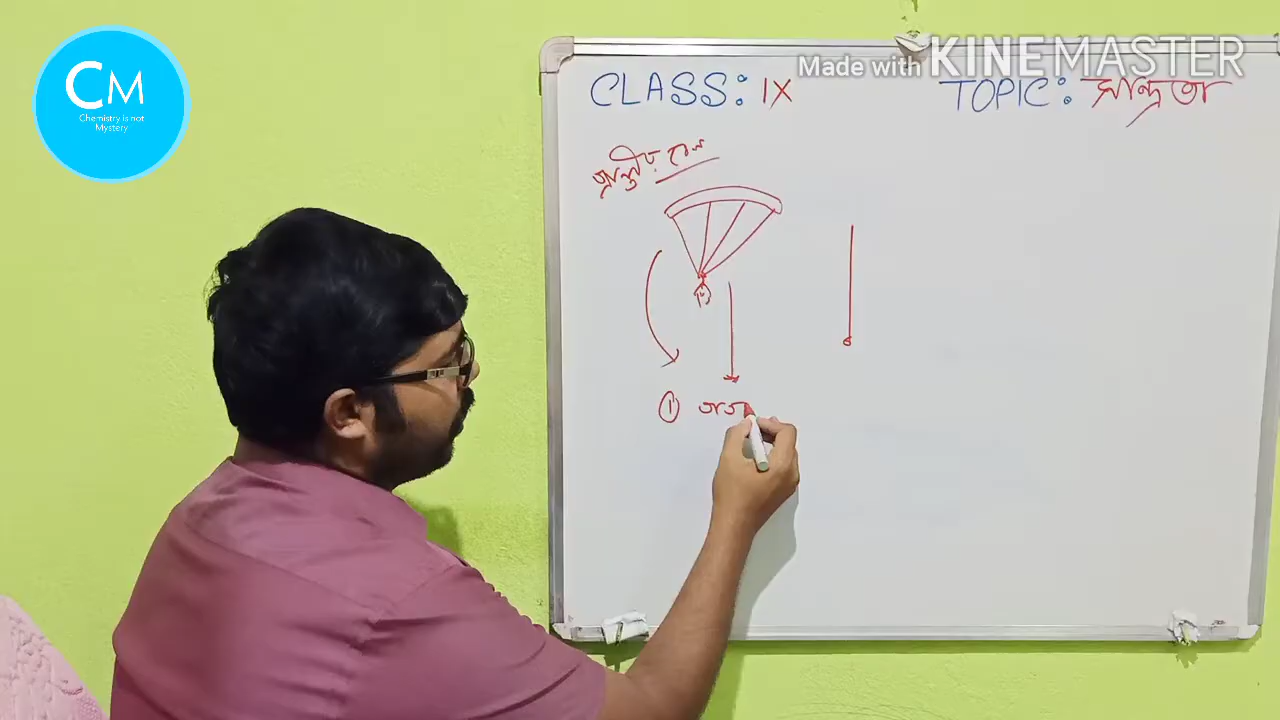 CM
Chemistry is not
Mystery
Made with KINEMASTER
CLASS: IX
TOPIC: সান্দ্রতা
প্রান্তীয় বেগ
①